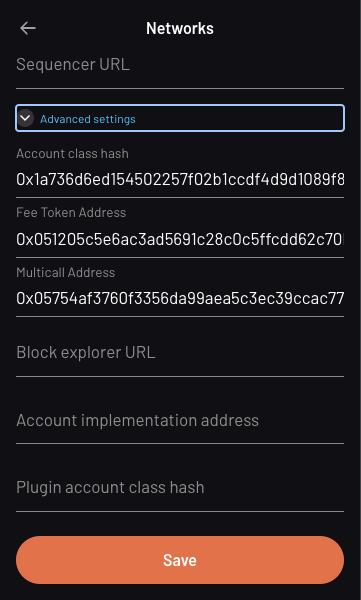 Networks
Sequencer URL
Advanced settings
Account class hash
0x1a736d6ed154502257f02b1ccdf4d9d1089f8
Fee Token Address
0x051205c5e6ac3ad5691c28c0c5ffcdd62c70
Multicall Address
0x05754af3760f3356da99aea5c3ec39ccac77
Block explorer URL
Account implementation address
Plugin account class hash
Save